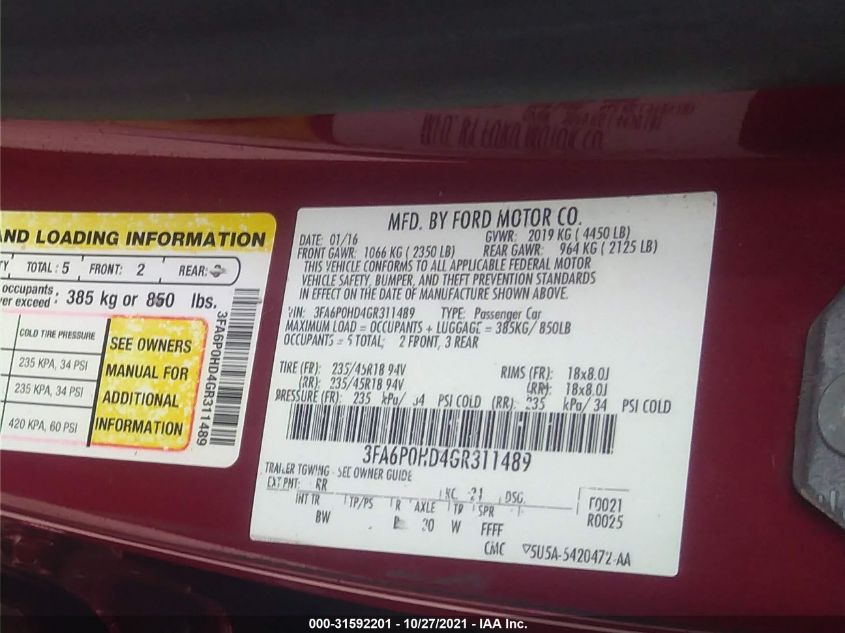 AND LOADING INFORMATION
TOTAL : 5 FRONT: 2 REAR:
occupants
exceed : 385 kg or 850 lbs.
COLD TIRE PRESSURE
235 KPA, 34 PSI
235 KPA, 34 PSI
420 KPA, 60 PSI
SEE OWNERS
MANUAL FOR
ADDITIONAL
INFORMATION
3FA6P0HD4GR311489
MFD. BY FORD MOTOR CO.
DATE: 01/16 GVWR: 2019 KG ( 4450 LB)
FRONT GAWR: 1066 KG ( 2350 LB) REAR GAWR: 964 KG ( 2125 LB)
THIS VEHICLE CONFORMS TO ALL APPLICABLE FEDERAL MOTOR
VEHICLE SAFETY, BUMPER, AND THEFT PREVENTION STANDARDS
IN EFFECT ON THE DATE OF MANUFACTURE SHOWN ABOVE.
VIN: 3FA6P0HD4GR311489 TYPE: Passenger Car
MAXIMUM LOAD = OCCUPANTS + LUGGAGE = 385KG/ 850LB
OCCUPANTS = 5 TOTAL; 2 FRONT, 3 REAR
TIRE (FR): 235/45R18 94V RIMS (FR): 18x8.0J
(RR): 235/45R18 94V (RR): 18x8.0J
PRESSURE (FR): 235 kPa/ 34 PSI COLD (RR): 235 kPa/ 34 PSI COLD
3FA6P0HD4GR311489
TRAILER TOWING - SEE OWNER GUIDE
EXT PNT: RR RC: 21 DSO: F0021
INT TR TP/PS R AXLE TR SPR R0025
BW W FFFF
CMC 5U5A-5420472-AA
000-31592201 - 10/27/2021 - IAA Inc.